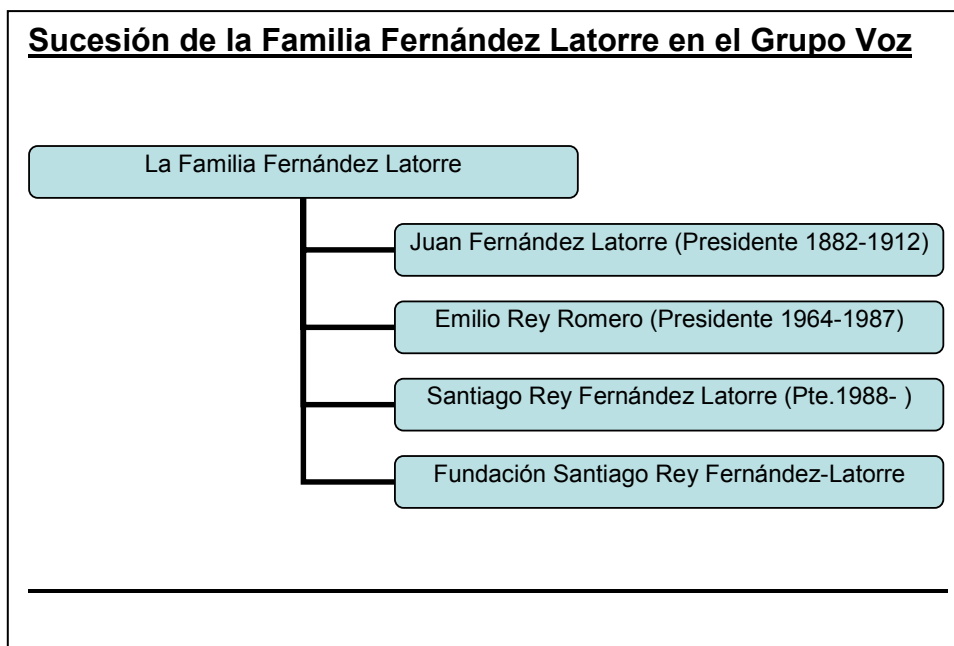 Sucesión de la Familia Fernández Latorre en el Grupo Voz
La Familia Fernández Latorre
Juan Fernández Latorre (Presidente 1882-1912)
Emilio Rey Romero (Presidente 1964-1987)
Santiago Rey Fernández Latorre (Pte.1988- )
Fundación Santiago Rey Fernández-Latorre